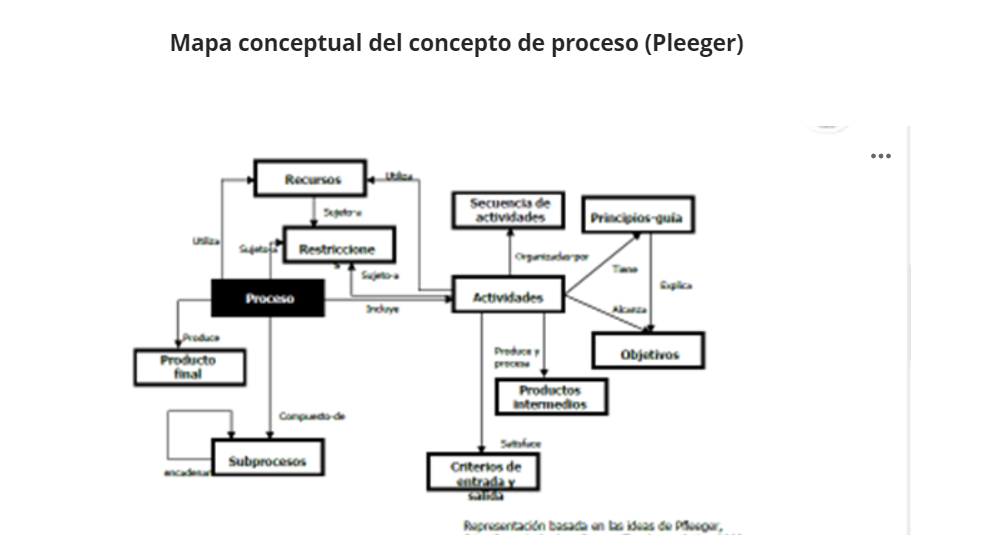 Mapa conceptual del concepto de proceso (Pleeger)
Recursos
Utiliza
Sujeto-a
Secuencia de
actividades
Principios-guía
Utiliza
Sujeto-a
Restriccione
s
Organizadas-por
Tiene
Sujeto-a
Explica
Proceso
Actividades
Incluye
Alcanza
Produce
Producto
final
Produce y
procesa
Objetivos
Productos
intermedios
Compuesto-de
Satisface
encadenan
Subprocesos
Criterios de
entrada y
salida
Representación basada en las ideas de Pfleeger,